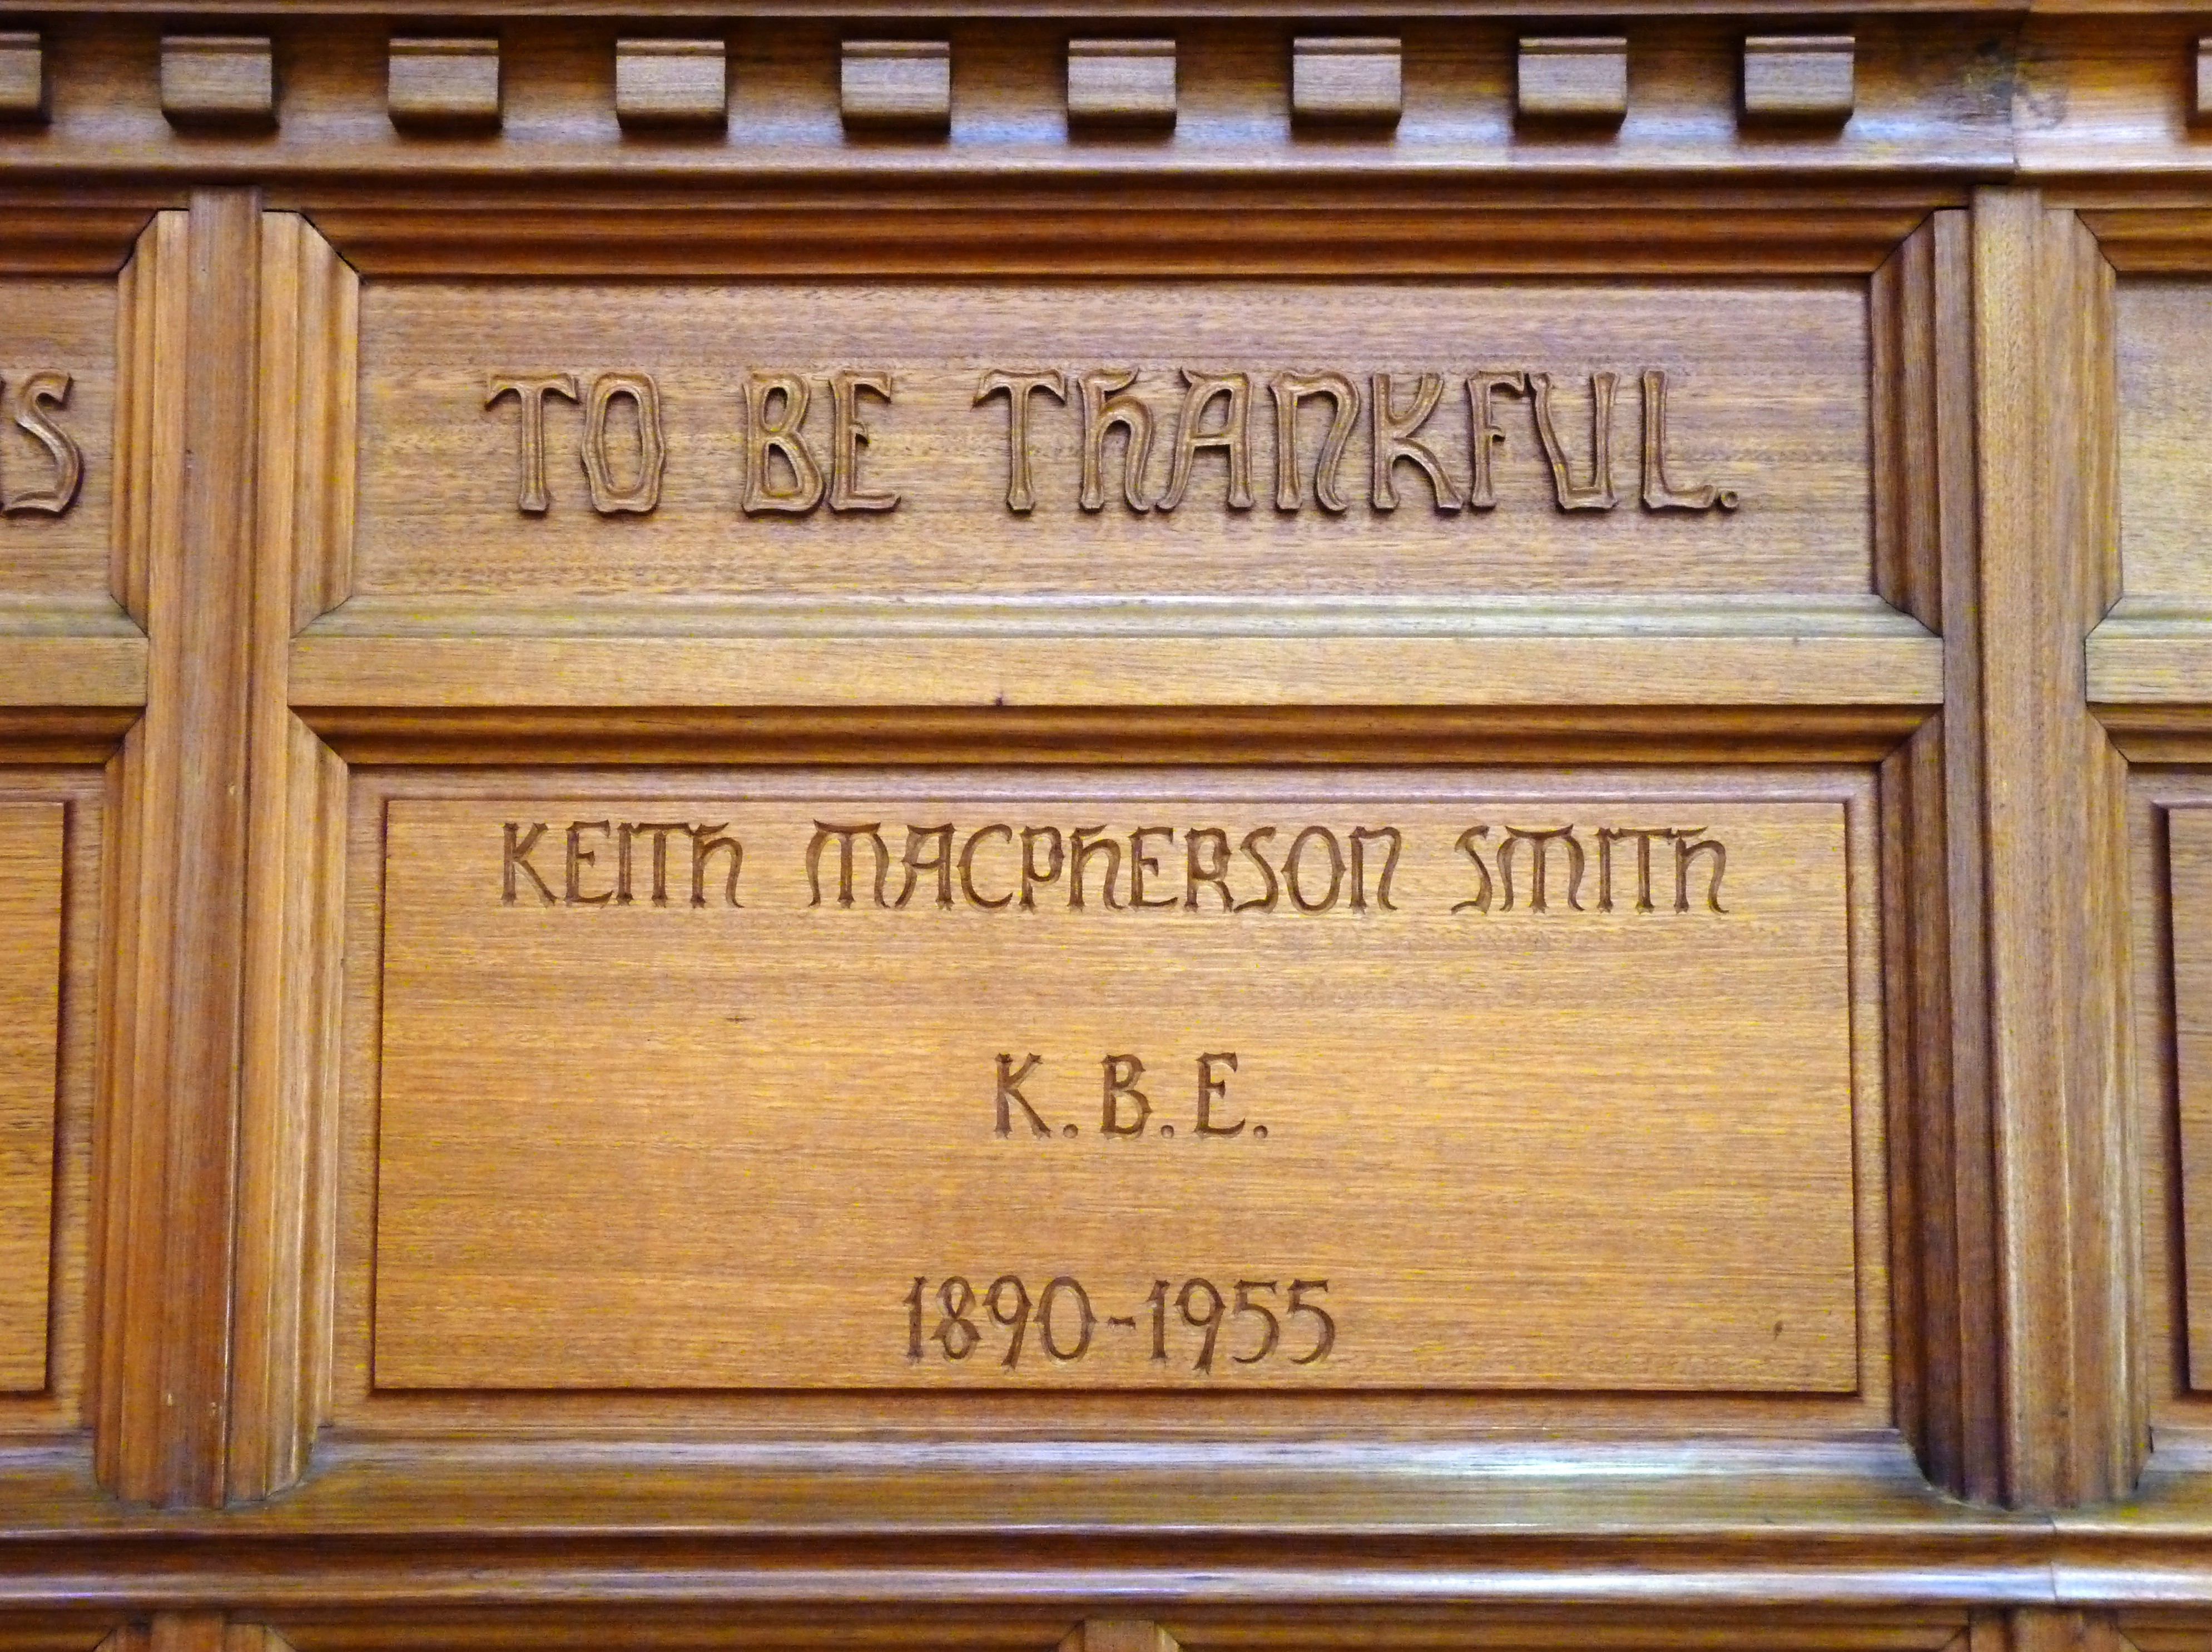 TO BE THANKFUL.
KEITH MACPHERSON SMITH
K.B.E.
1890-1955